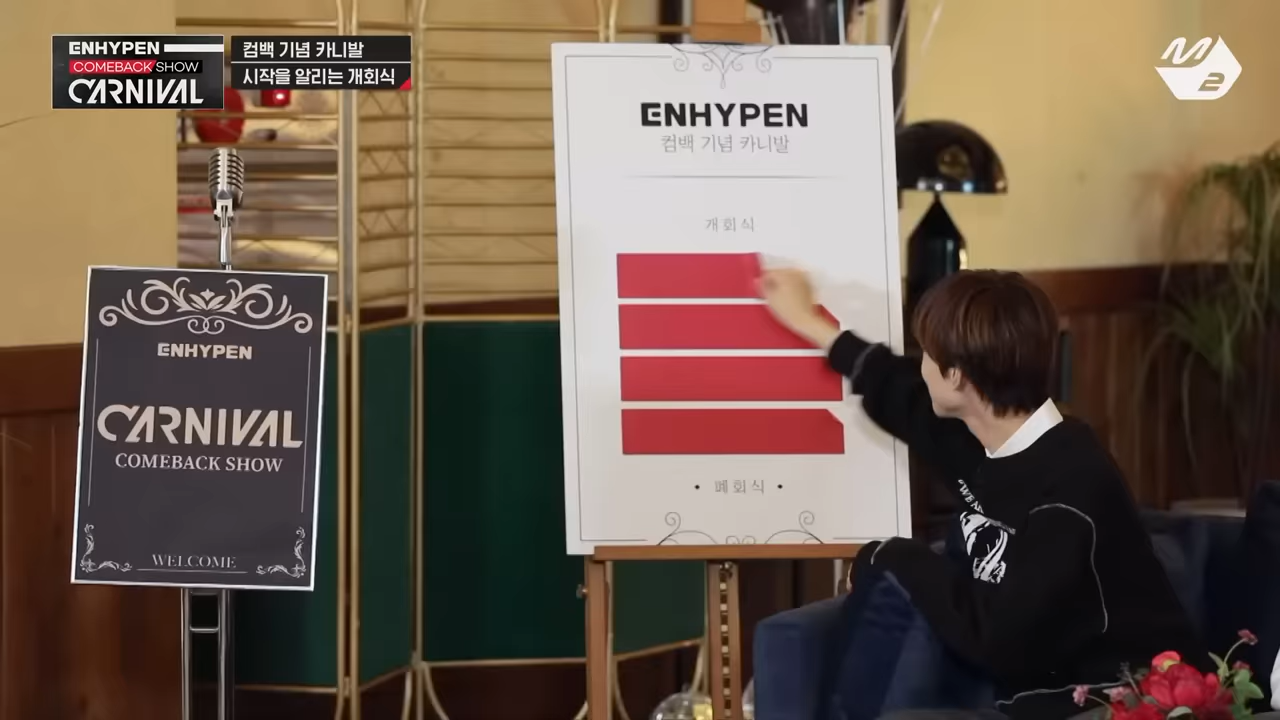 ENHYPEN
COMEBACK SHOW
CARNIVAL
컴백 기념 카니발
시작을 알리는 개회식
M2
ENHYPEN
컴백 기념 카니발
개회식
• 폐회식 •
ENHYPEN
CARNIVAL
COMEBACK SHOW
WELCOME